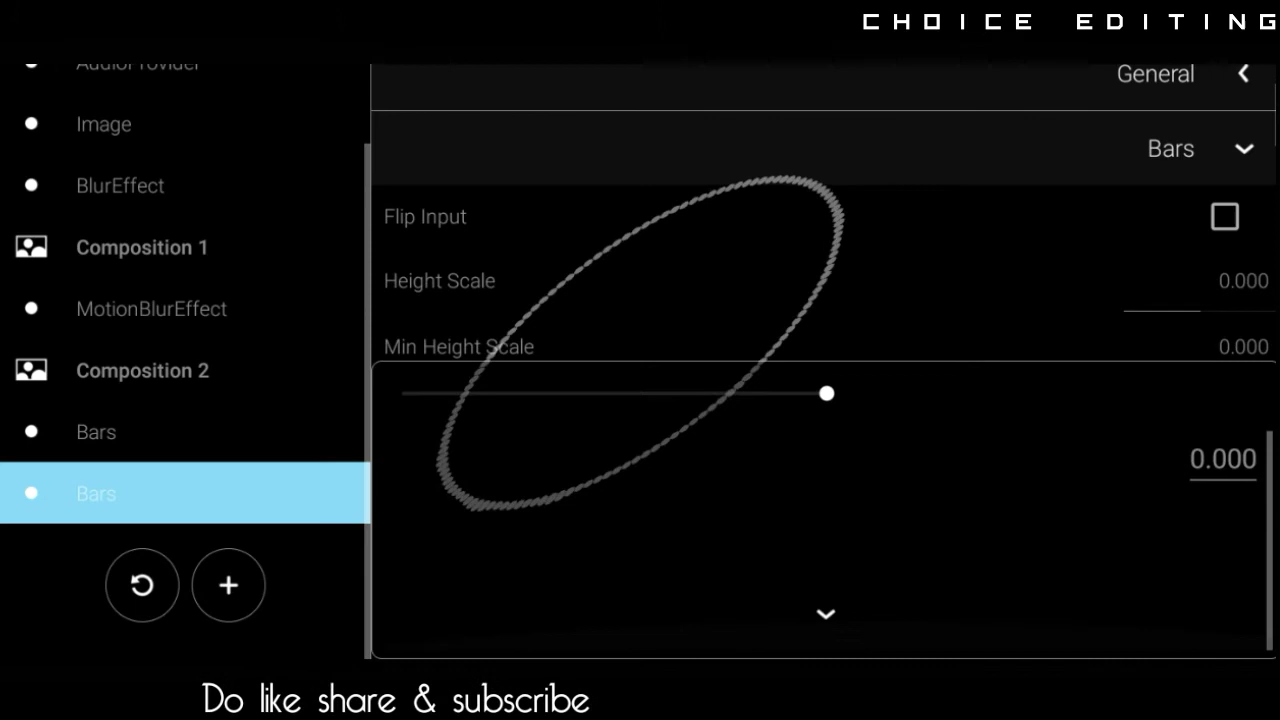 CHOICE EDITING
AudioProvider
Image
BlurEffect
Composition 1
MotionBlurEffect
Composition 2
Bars
Bars
General
Bars
Flip Input
Height Scale 0.000
Min Height Scale 0.000
0.000
Do like share & subscribe